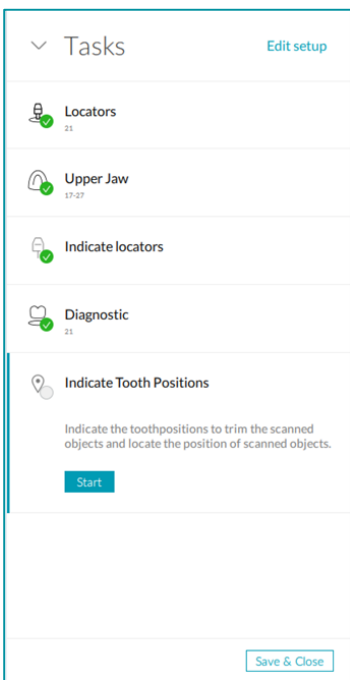 Tasks
Edit setup
Locators
21
Upper Jaw
17-27
Indicate locators
Diagnostic
21
Indicate Tooth Positions
Indicate the toothpositions to trim the scanned
objects and locate the position of scanned objects.
Start
Save & Close